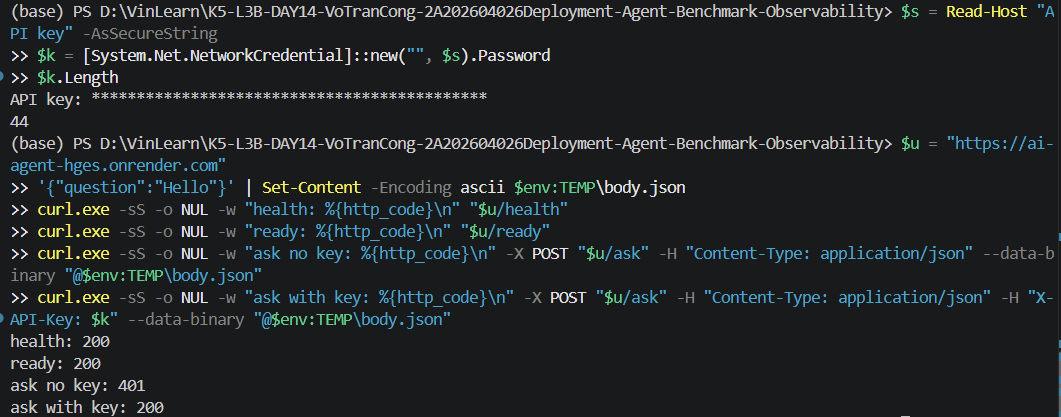 (base) PS D:\VinLearn\K5-L3B-DAY14-VoTranCong-2A202604026Deployment-Agent-Benchmark-Observability> $s = Read-Host "A
PI key" -AsSecureString
>> $k = [System.Net.NetworkCredential]::new("", $s).Password
>> $k.Length
API key: ********************************************
44
(base) PS D:\VinLearn\K5-L3B-DAY14-VoTranCong-2A202604026Deployment-Agent-Benchmark-Observability> $u = "https://ai-
agent-hges.onrender.com"
>> '{"question":"Hello"}' | Set-Content -Encoding ascii $env:TEMP\body.json
>> curl.exe -sS -o NUL -w "health: %{http_code}\n" "$u/health"
>> curl.exe -sS -o NUL -w "ready: %{http_code}\n" "$u/ready"
>> curl.exe -sS -o NUL -w "ask no key: %{http_code}\n" -X POST "$u/ask" -H "Content-Type: application/json" --data-b
inary "@$env:TEMP\body.json"
>> curl.exe -sS -o NUL -w "ask with key: %{http_code}\n" -X POST "$u/ask" -H "Content-Type: application/json" -H "X-
API-Key: $k" --data-binary "@$env:TEMP\body.json"
health: 200
ready: 200
ask no key: 401
ask with key: 200